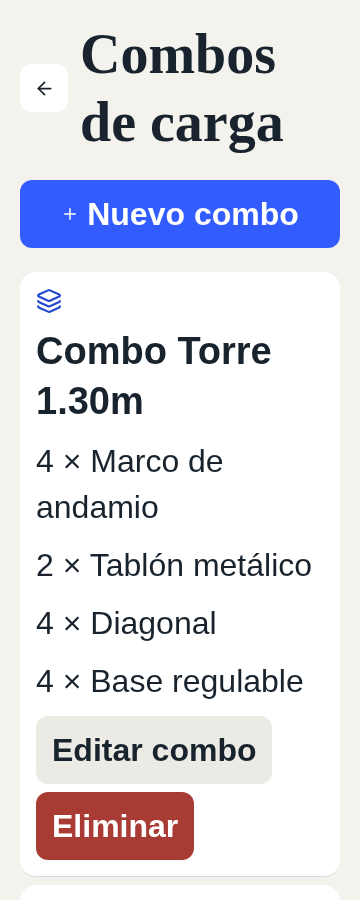 Combos
de carga
+ Nuevo combo
Combo Torre
1.30m
4 × Marco de
andamio
2 × Tablón metálico
4 × Diagonal
4 × Base regulable
Editar combo
Eliminar